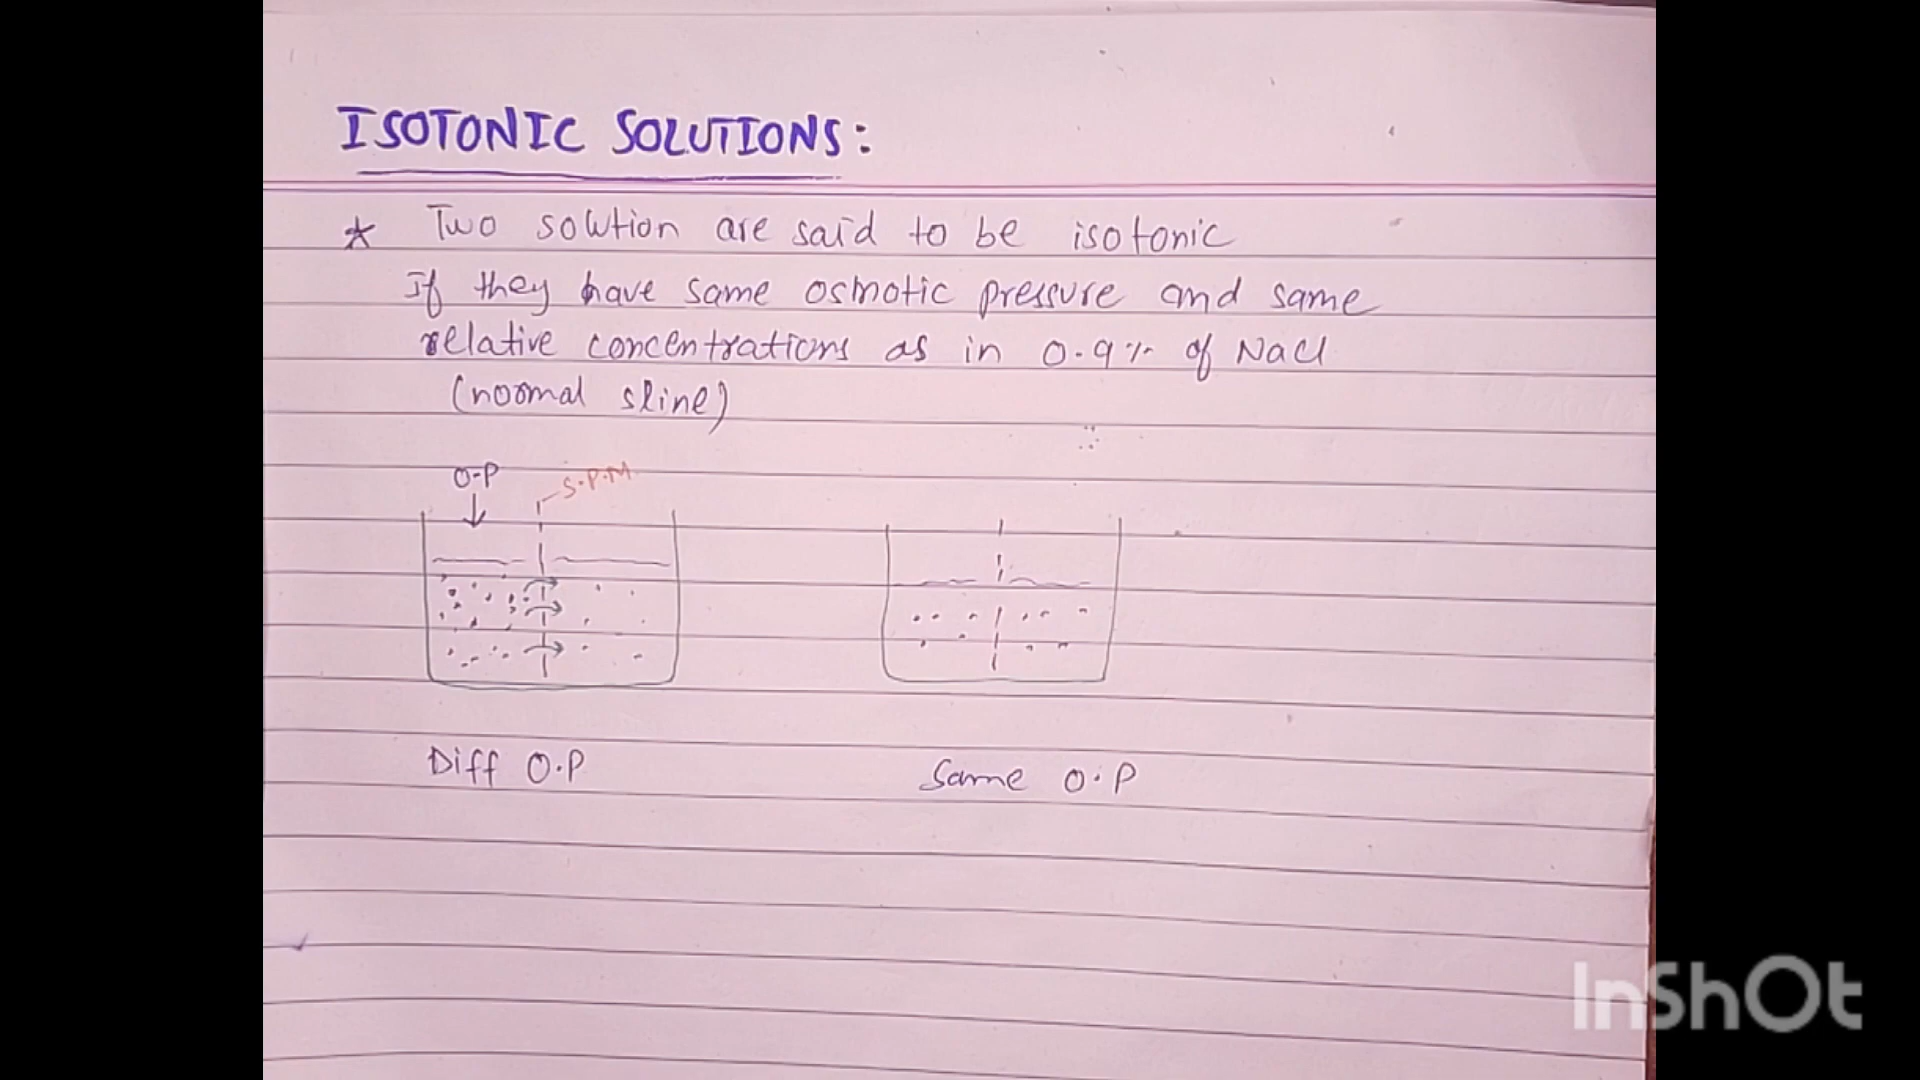 ISOTONIC SOLUTIONS:
* Two solution are said to be isotonic
If they have same osmotic pressure and same
relative concentrations as in 0.9% of NaCl
(normal sline)
O.P
S.P.M
Diff O.P
Same O.P
InShOt